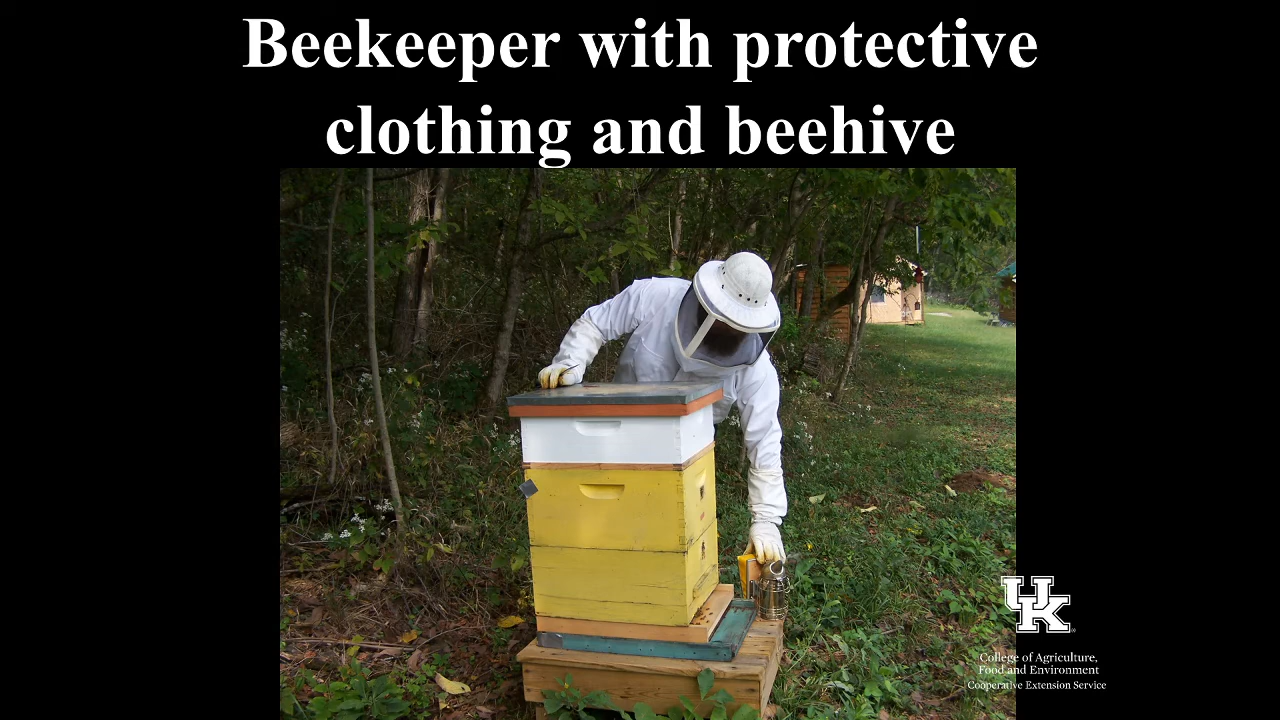 Beekeeper with protective
clothing and beehive
UK
College of Agriculture,
Food and Environment
Cooperative Extension Service